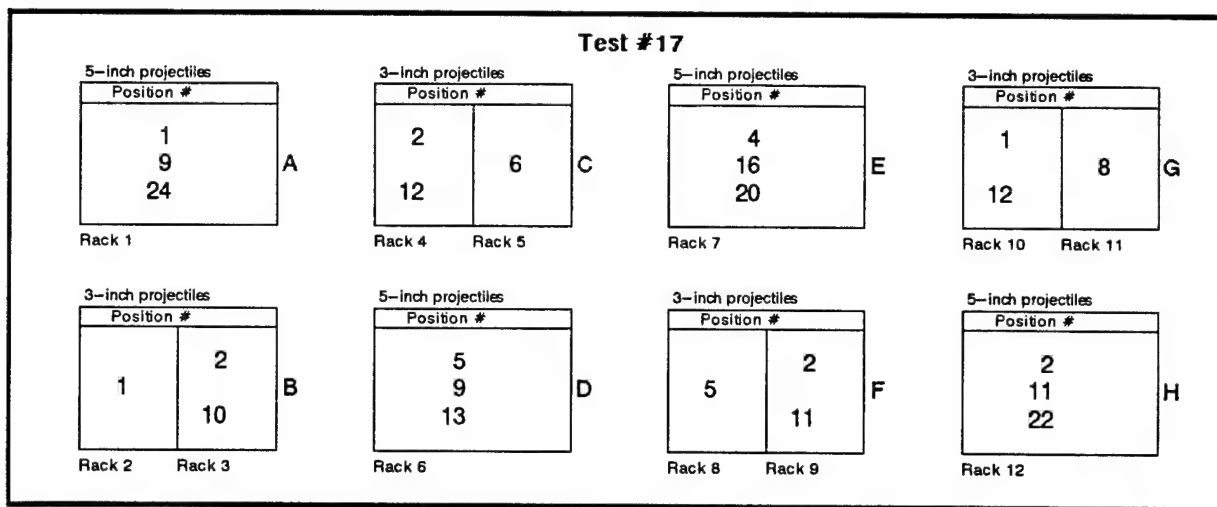 Test #17
5-inch projectiles
Position #
1
9
24
A
Rack 1
3-inch projectiles
Position #
2
12
6
C
Rack 4 Rack 5
5-inch projectiles
Position #
4
16
20
E
Rack 7
3-inch projectiles
Position #
1
12
8
G
Rack 10 Rack 11
3-inch projectiles
Position #
1
2
10
B
Rack 2 Rack 3
5-inch projectiles
Position #
5
9
13
D
Rack 6
3-inch projectiles
Position #
5
2
11
F
Rack 8 Rack 9
5-inch projectiles
Position #
2
11
22
H
Rack 12